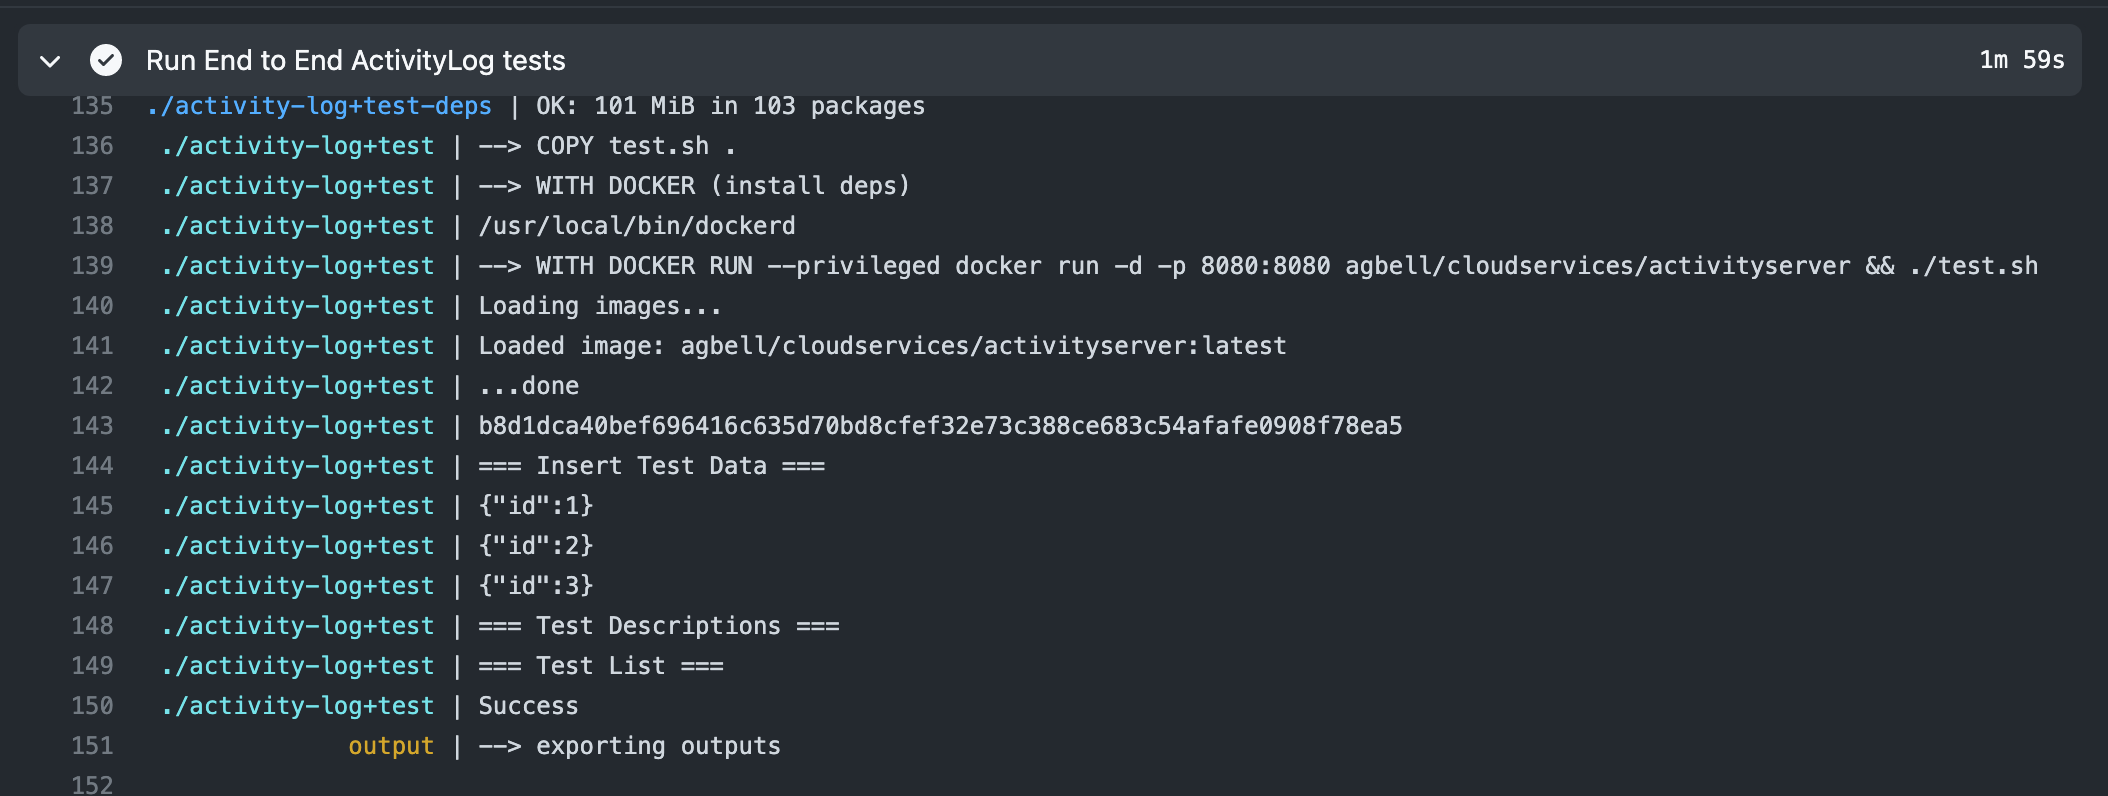 Run End to End ActivityLog tests 1m 59s
135 ./activity-log+test-deps | OK: 101 MiB in 103 packages
136 ./activity-log+test | --> COPY test.sh .
137 ./activity-log+test | --> WITH DOCKER (install deps)
138 ./activity-log+test | /usr/local/bin/dockerd
139 ./activity-log+test | --> WITH DOCKER RUN --privileged docker run -d -p 8080:8080 agbell/cloudservices/activityserver && ./test.sh
140 ./activity-log+test | Loading images...
141 ./activity-log+test | Loaded image: agbell/cloudservices/activityserver:latest
142 ./activity-log+test | ...done
143 ./activity-log+test | b8d1dca40bef696416c635d70bd8cfef32e73c388ce683c54afafe0908f78ea5
144 ./activity-log+test | === Insert Test Data ===
145 ./activity-log+test | {"id":1}
146 ./activity-log+test | {"id":2}
147 ./activity-log+test | {"id":3}
148 ./activity-log+test | === Test Descriptions ===
149 ./activity-log+test | === Test List ===
150 ./activity-log+test | Success
151 output | --> exporting outputs
152